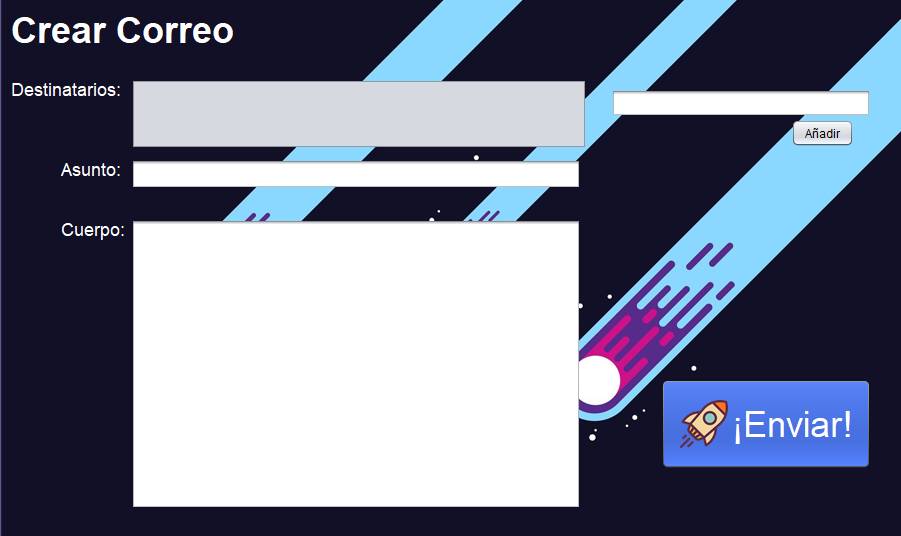 Crear Correo
Destinatarios:
Añadir
Asunto:
Cuerpo:
¡Enviar!